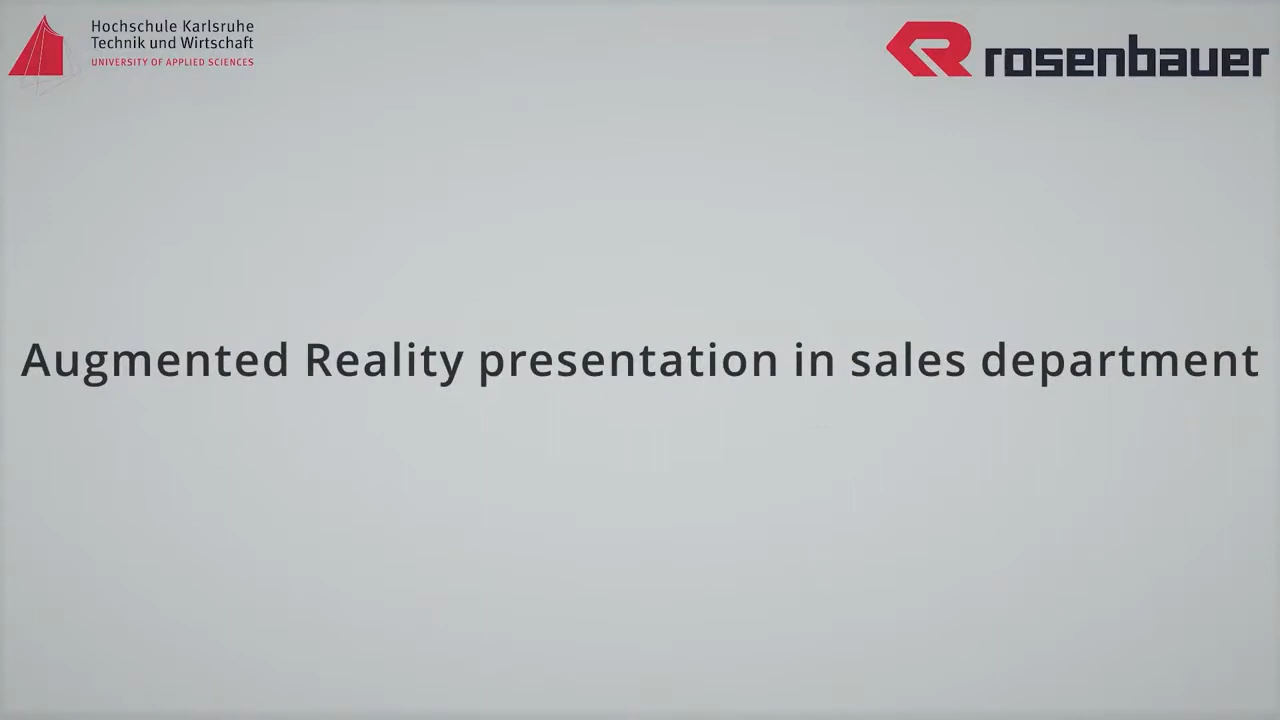 Hochschule Karlsruhe
Technik und Wirtschaft
UNIVERSITY OF APPLIED SCIENCES
rosenbauer
Augmented Reality presentation in sales department